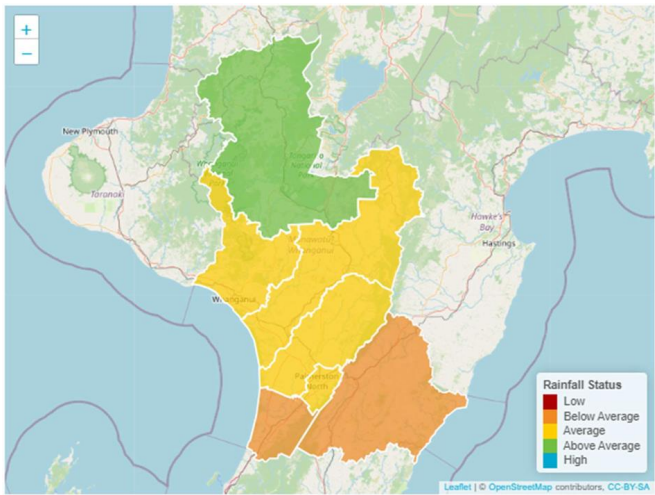 +
−
New Plymouth
Taranaki
Hawke's
Bay
Hastings
Whanganui
Palmerston
North
Rainfall Status
Low
Below Average
Average
Above Average
High
Leaflet | © OpenStreetMap contributors, CC-BY-SA